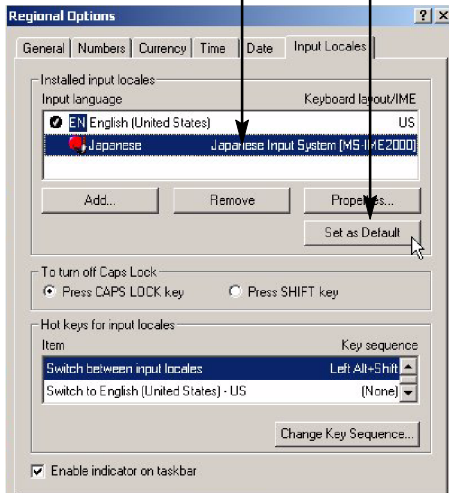 Regional Options
General Numbers Currency Time Date Input Locales
Installed input locales
Input language Keyboard layout/IME
EN English (United States) US
Japanese Japanese Input System (MS-IME2000)
Add... Remove Properties...
Set as Default
To turn off Caps Lock
Press CAPS LOCK key Press SHIFT key
Hot keys for input locales
Item Key sequence
Switch between input locales Left Alt+Shift
Switch to English (United States) - US (None)
Change Key Sequence...
Enable indicator on taskbar